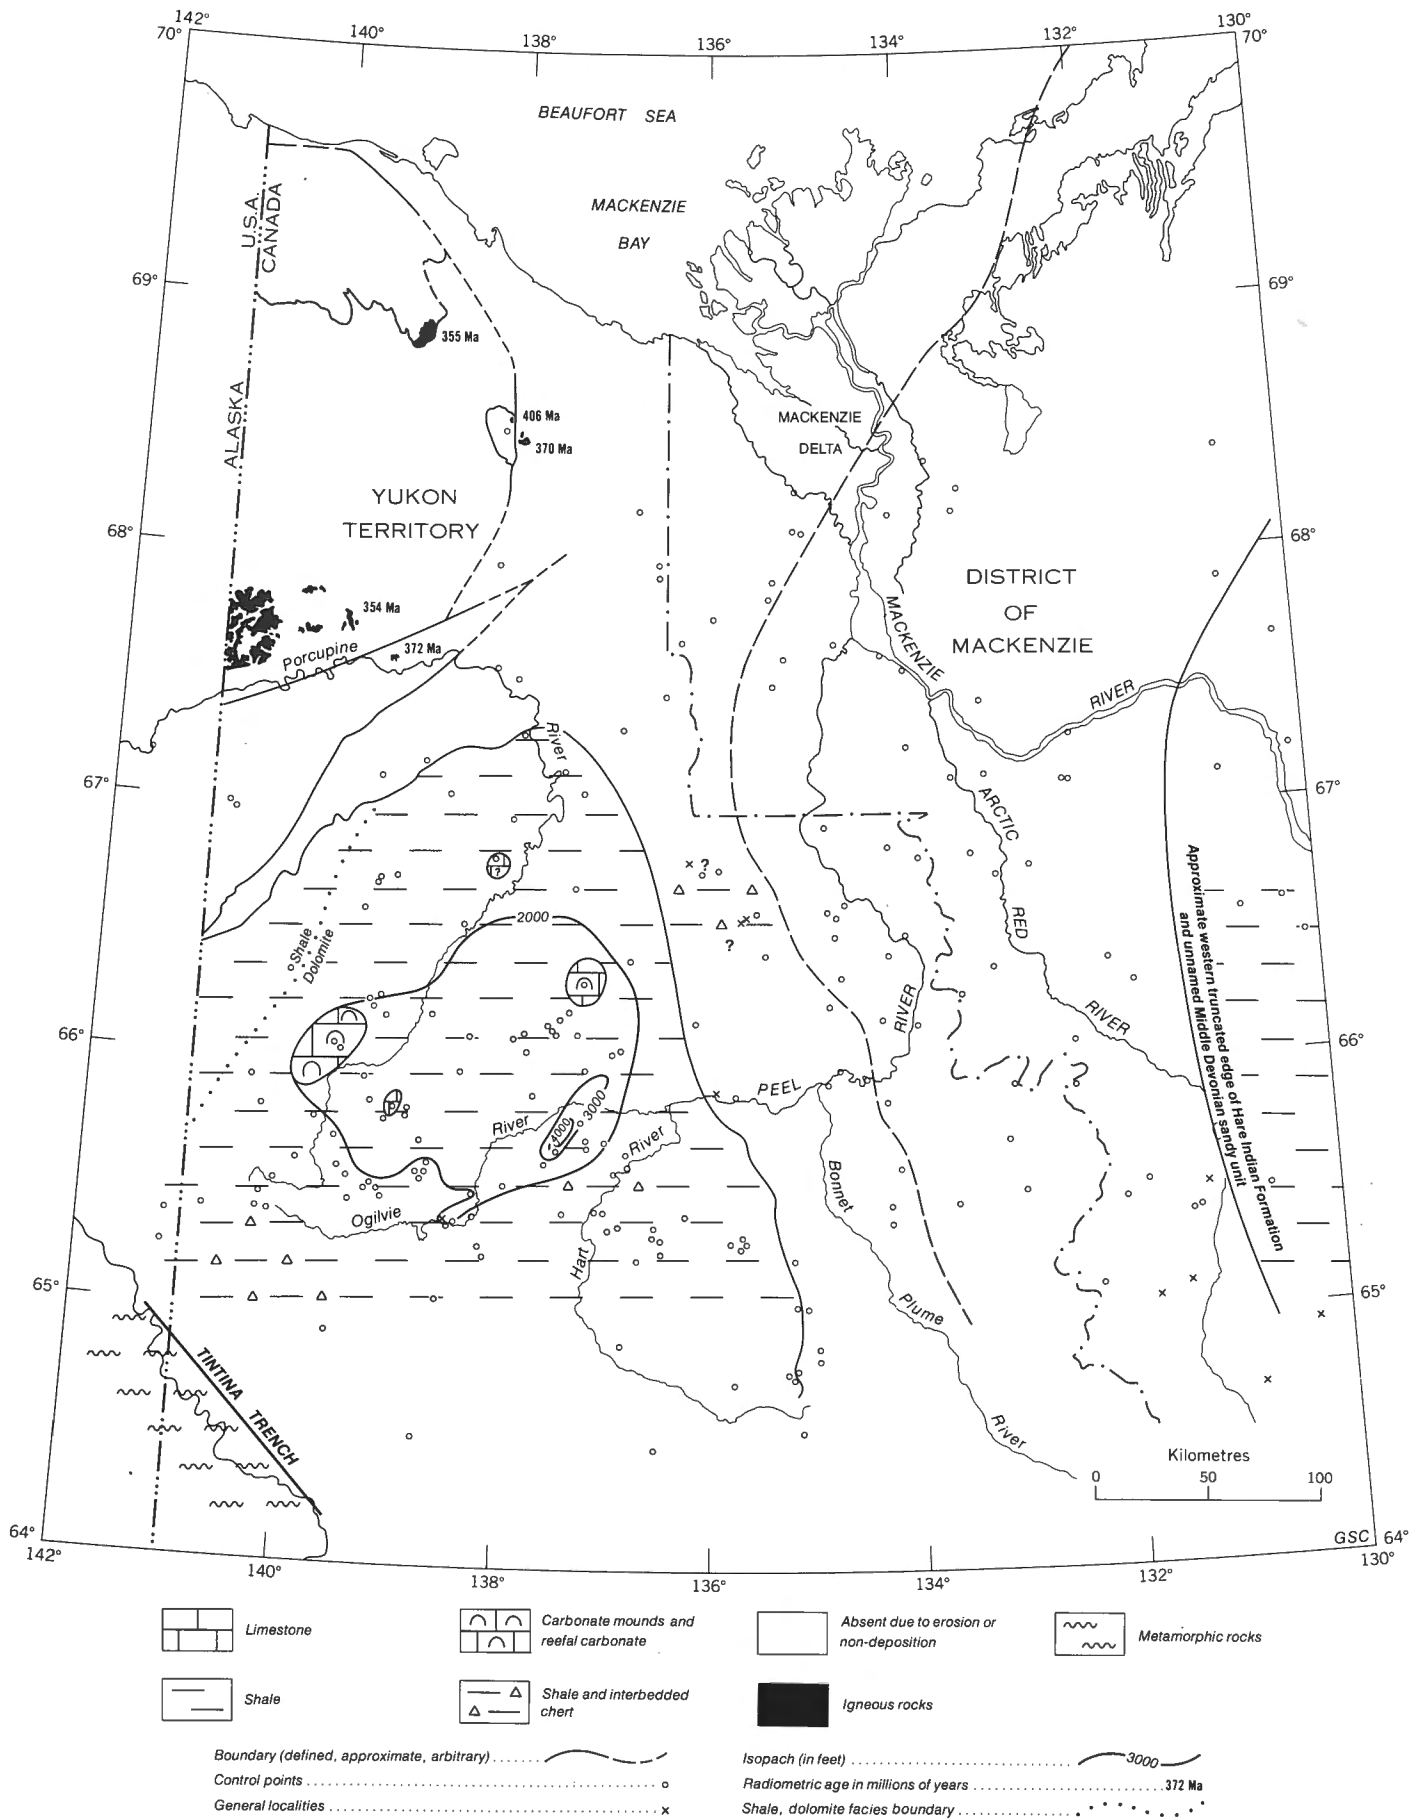 142°
140°
138°
136°
134°
132°
130°
70°
70°
BEAUFORT SEA
MACKENZIE
BAY
U.S.A.
CANADA
69°
69°
355 Ma
ALASKA
406 Ma
370 Ma
MACKENZIE
DELTA
YUKON
TERRITORY
68°
68°
DISTRICT
OF
MACKENZIE
354 Ma
372 Ma
Porcupine
River
MACKENZIE
RIVER
67°
67°
ARCTIC
RED
RIVER
?
?
?
2000
Shale
Dolomite
Approximate western truncated edge of Hare Indian Formation
and unnamed Middle Devonian sandy unit
66°
66°
PEEL
RIVER
?
?
?
River
3000
4000
River
Hart
Ogilvie
Bonnet
Plume
River
65°
65°
TINTINA TRENCH
Kilometres
0
50
100
GSC
64°
64°
142°
140°
138°
136°
134°
132°
130°
Limestone
Carbonate mounds and
reefal carbonate
Absent due to erosion or
non-deposition
Metamorphic rocks
Shale
Shale and interbedded
chert
Igneous rocks
Boundary (defined, approximate, arbitrary)
Isopach (in feet)
3000
Control points
Radiometric age in millions of years
372 Ma
General localities
Shale, dolomite facies boundary